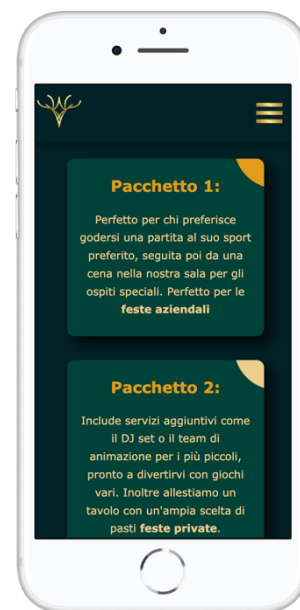 Pacchetto 1:
Perfetto per chi preferisce
godersi una partita al suo sport
preferito, seguita poi da una
cena nella nostra sala per gli
ospiti speciali. Perfetto per le
feste aziendali
Pacchetto 2:
Include servizi aggiuntivi come
il DJ set o il team di
animazione per i più piccoli,
pronto a divertirvi con giochi
vari. Inoltre allestiamo un
tavolo con un'ampia scelta di
pasti feste private.